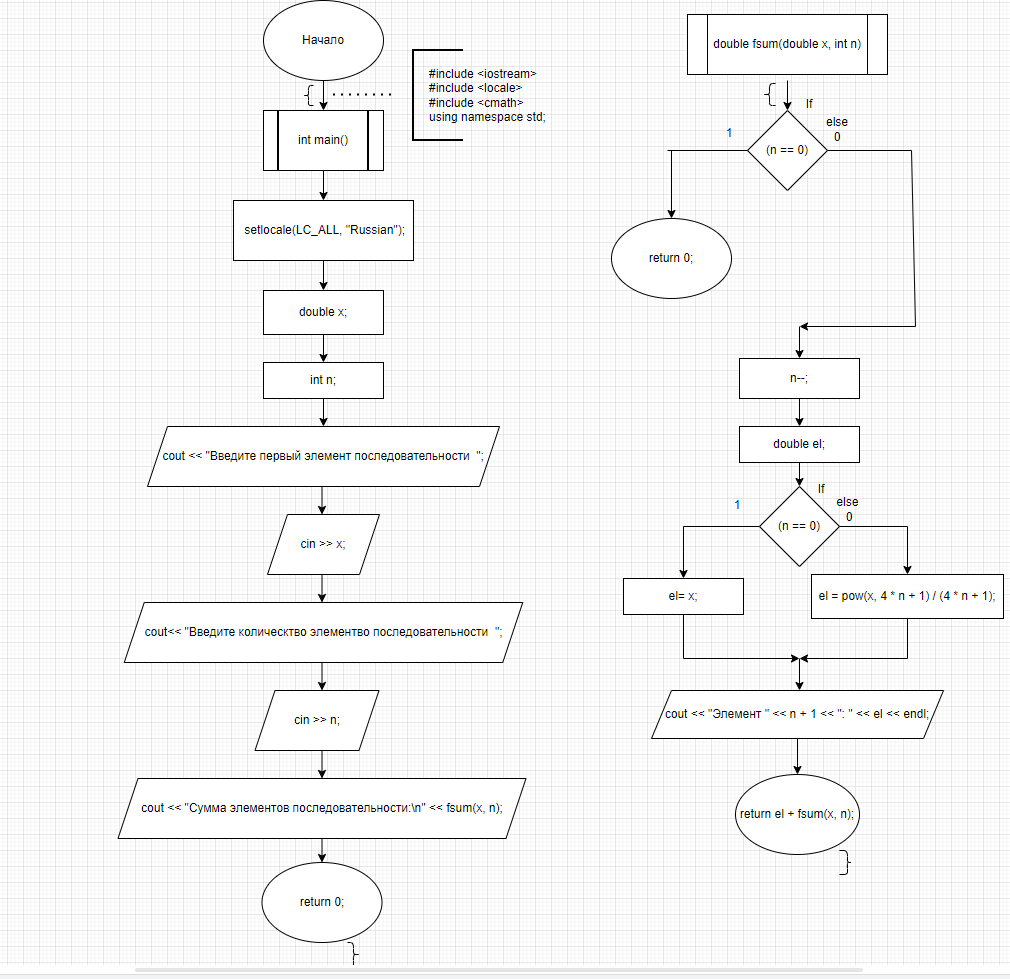 Начало
#include <iostream>
#include <locale>
#include <cmath>
using namespace std;
int main()
setlocale(LC_ALL, "Russian");
double x;
int n;
cout << "Введите первый элемент последовательности  ";
cin >> x;
cout<< "Введите колическтво элементво последовательности  ";
cin >> n;
cout << "Сумма элементов последовательности:\n" << fsum(x, n);
return 0;
double fsum(double x, int n)
If
else
0
1
(n == 0)
return 0;
n--;
double el;
If
else
0
1
(n == 0)
el= x;
el = pow(x, 4 * n + 1) / (4 * n + 1);
cout << "Элемент " << n + 1 << ": " << el << endl;
return el + fsum(x, n);